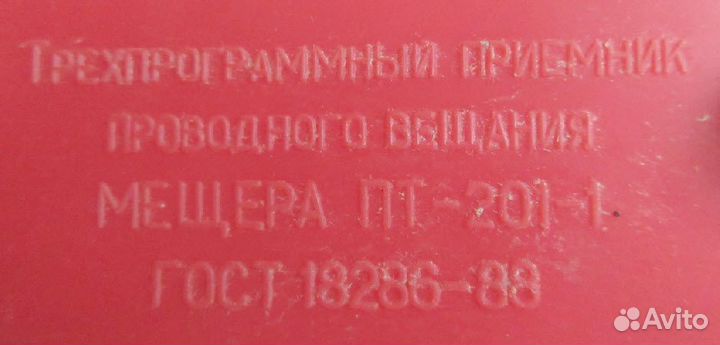 ТРЕХПРОГРАММНЫЙ ПРИЕМНИК
ПРОВОДНОГО ВЕЩАНИЯ
МЕЩЕРА ПТ-201-1
ГОСТ 18286-88
Avito